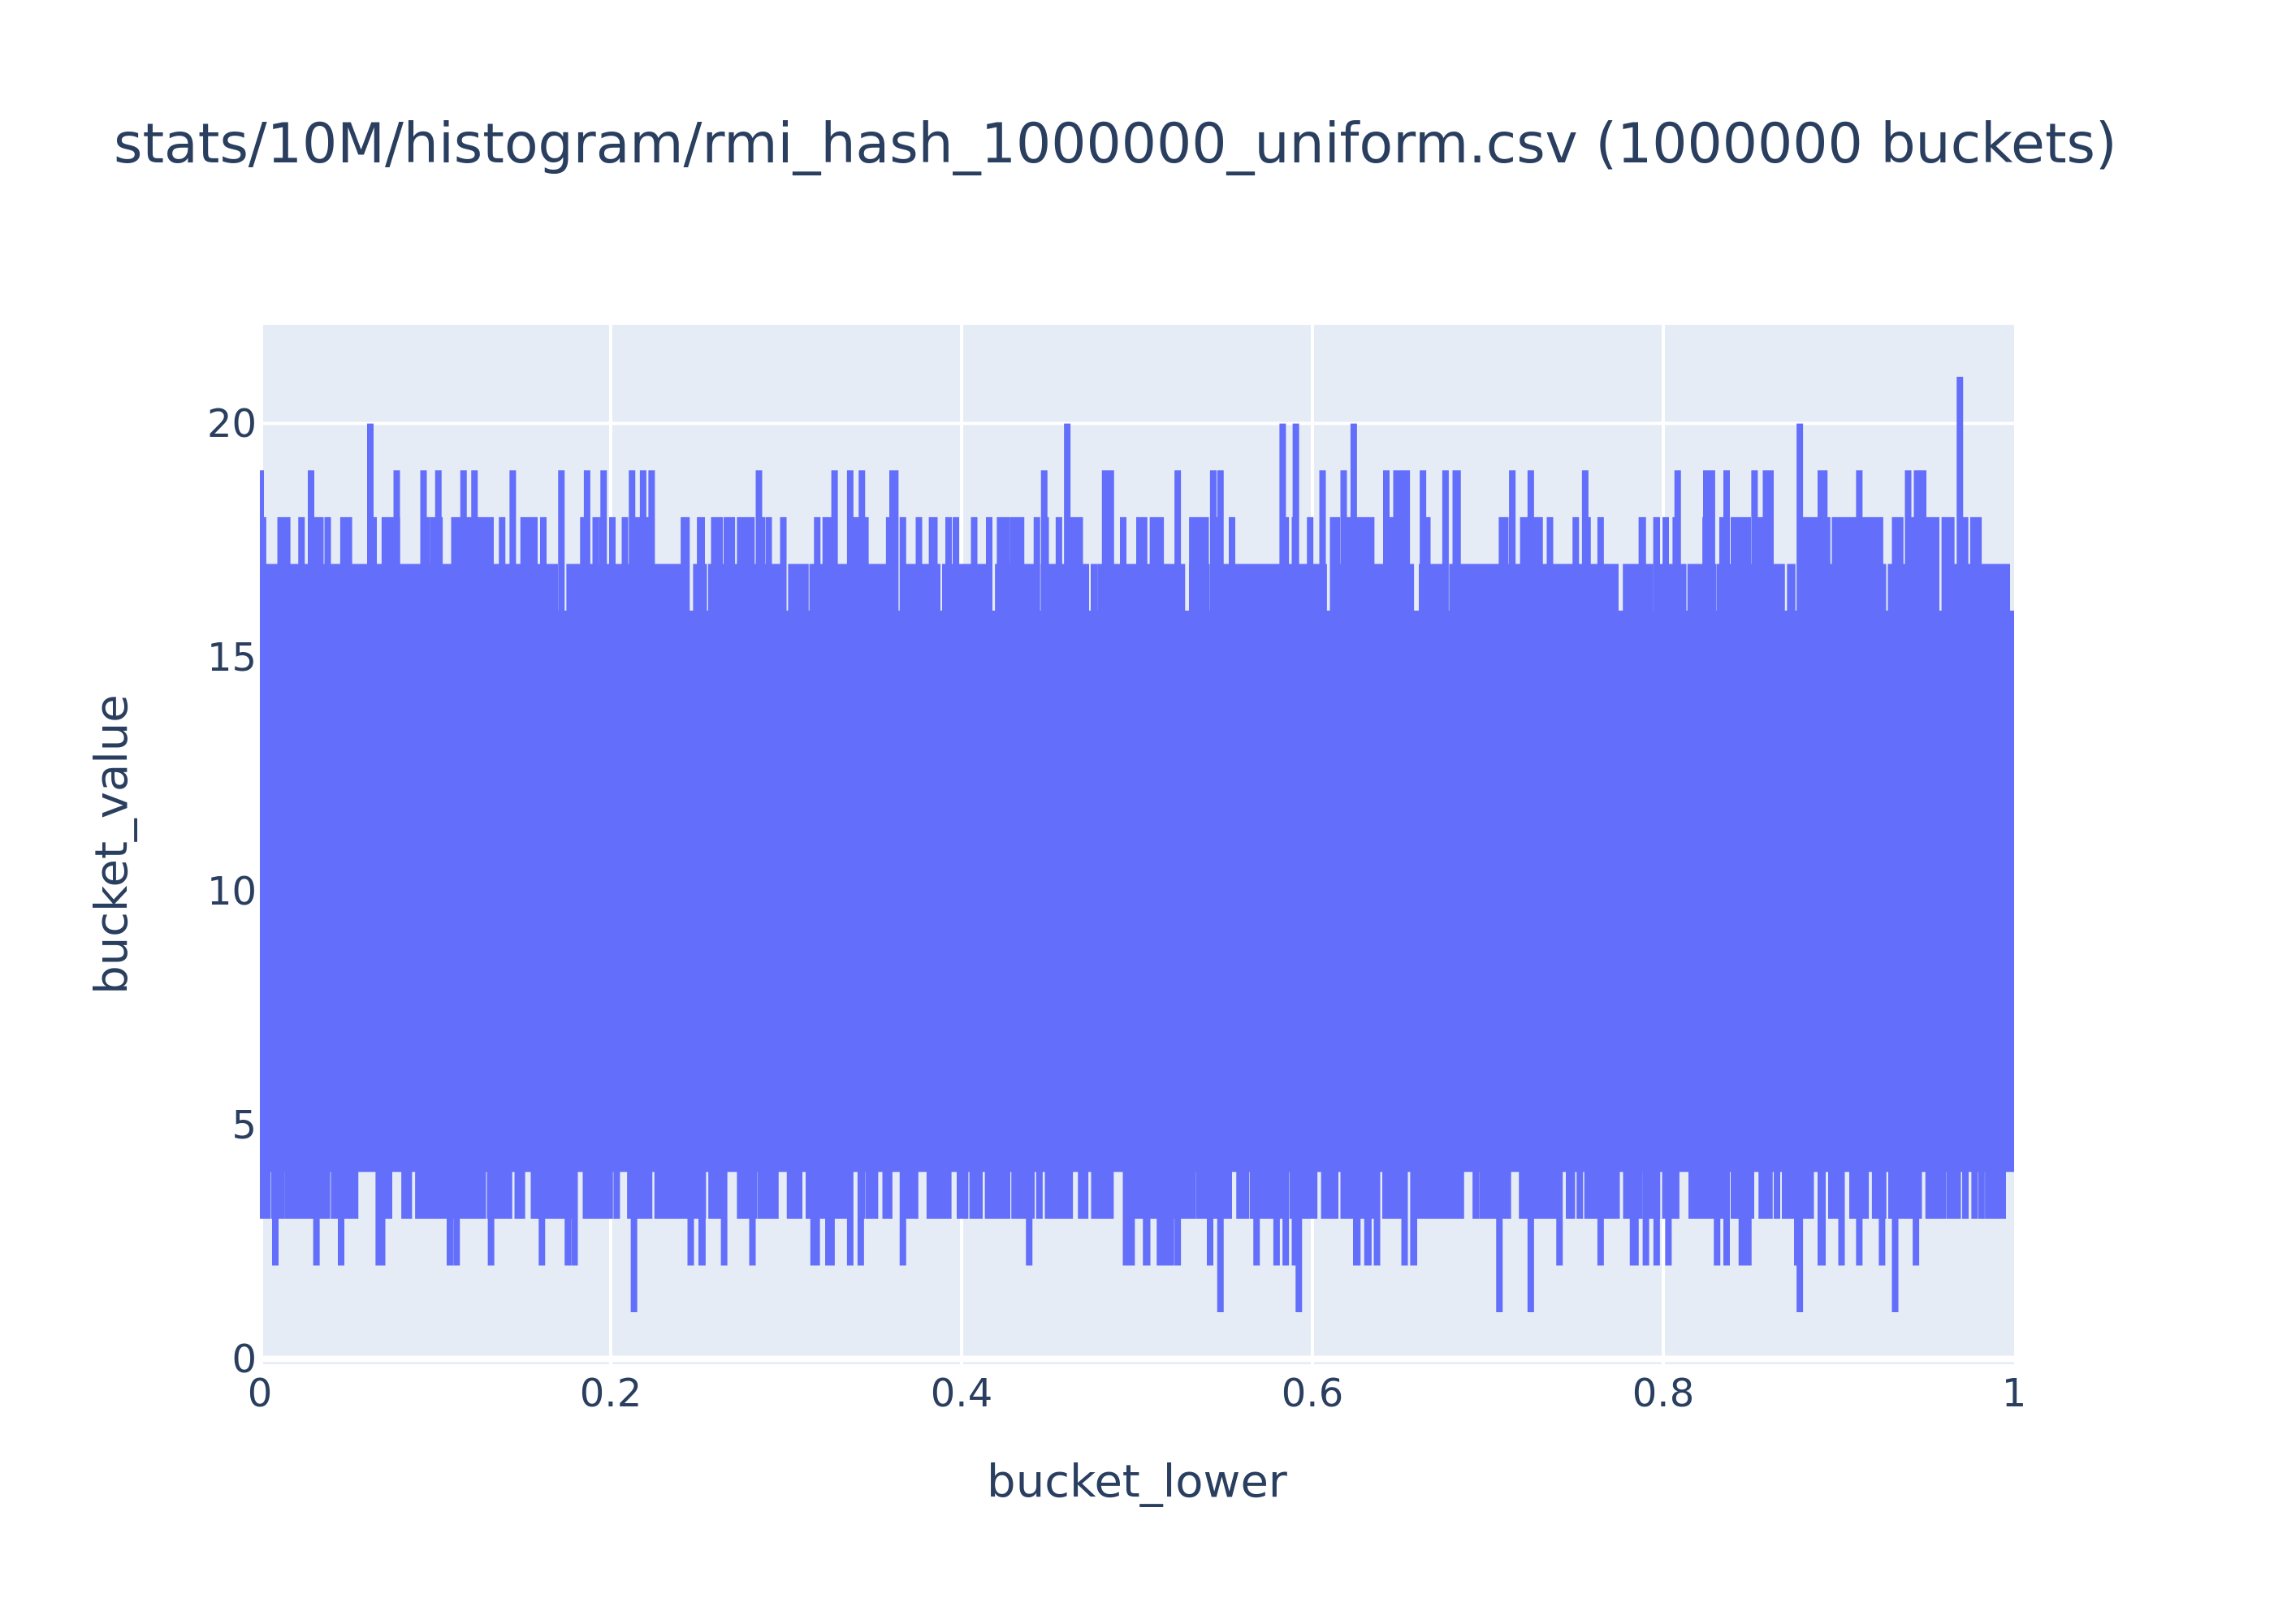 stats/10M/histogram/rmi_hash_1000000_uniform.csv (1000000 buckets)
20
15
10
5
0
bucket_value
0 0.2 0.4 0.6 0.8 1
bucket_lower